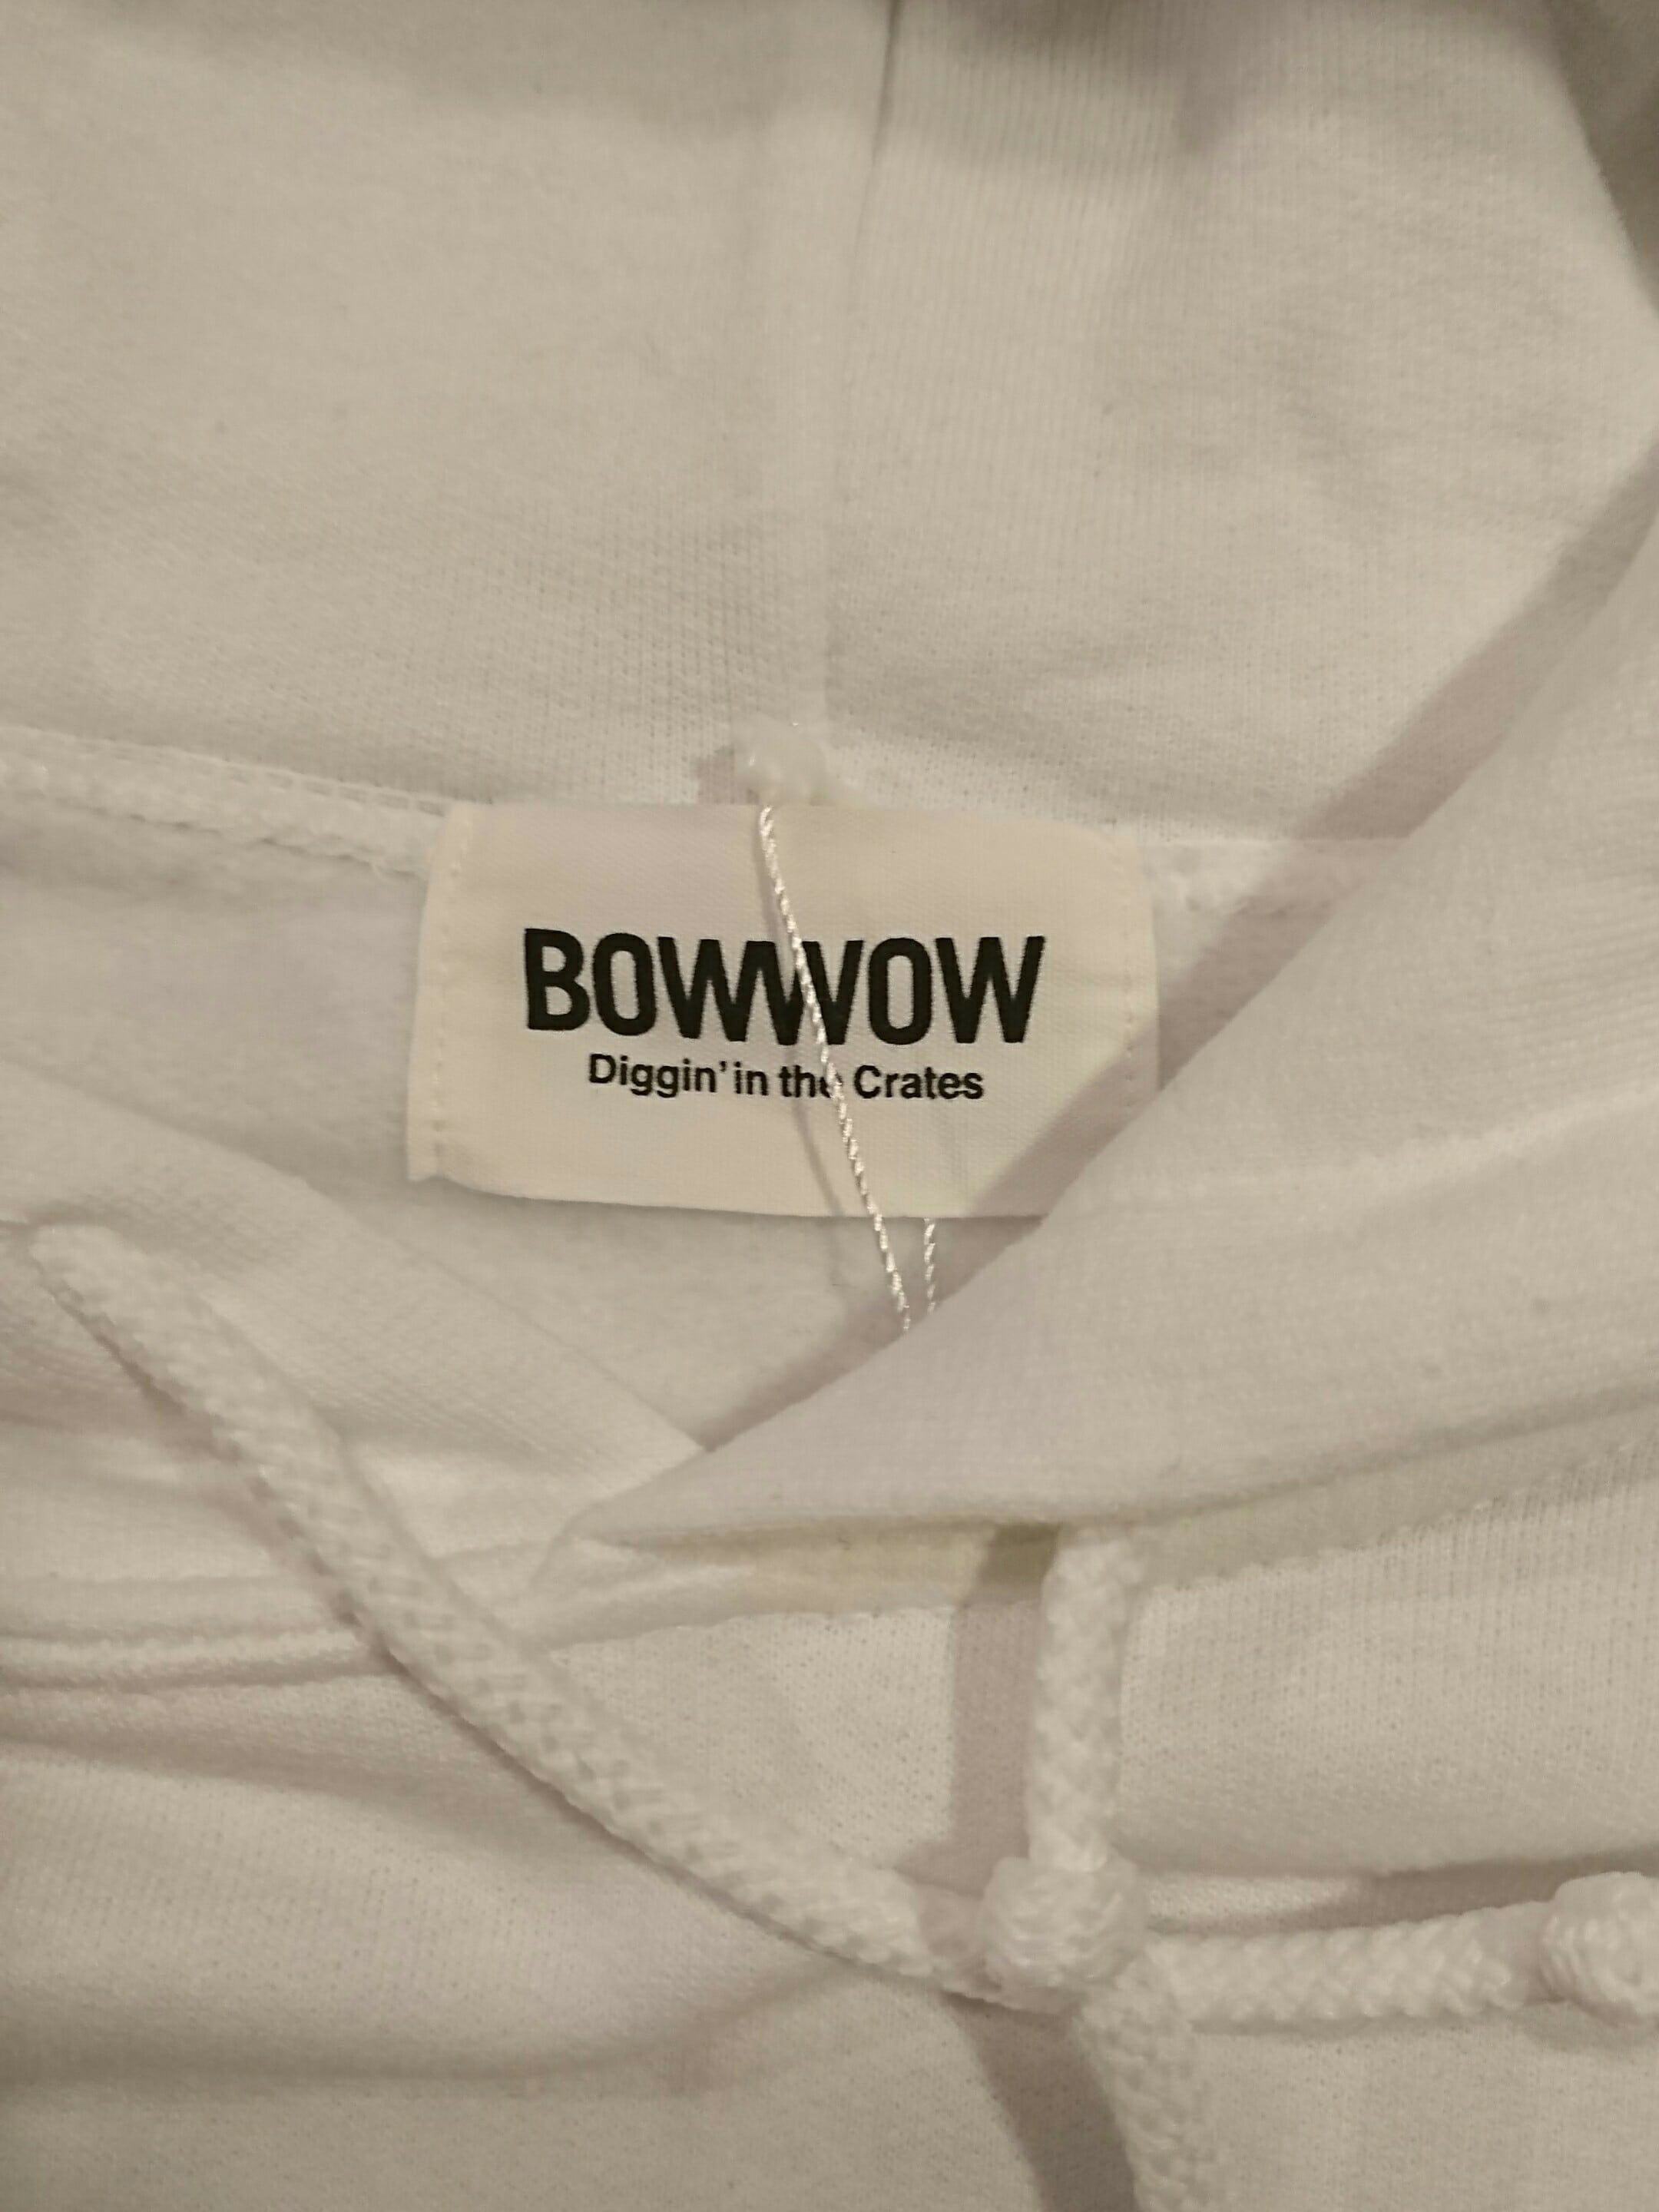 BOWWOW
Diggin' in the Crates